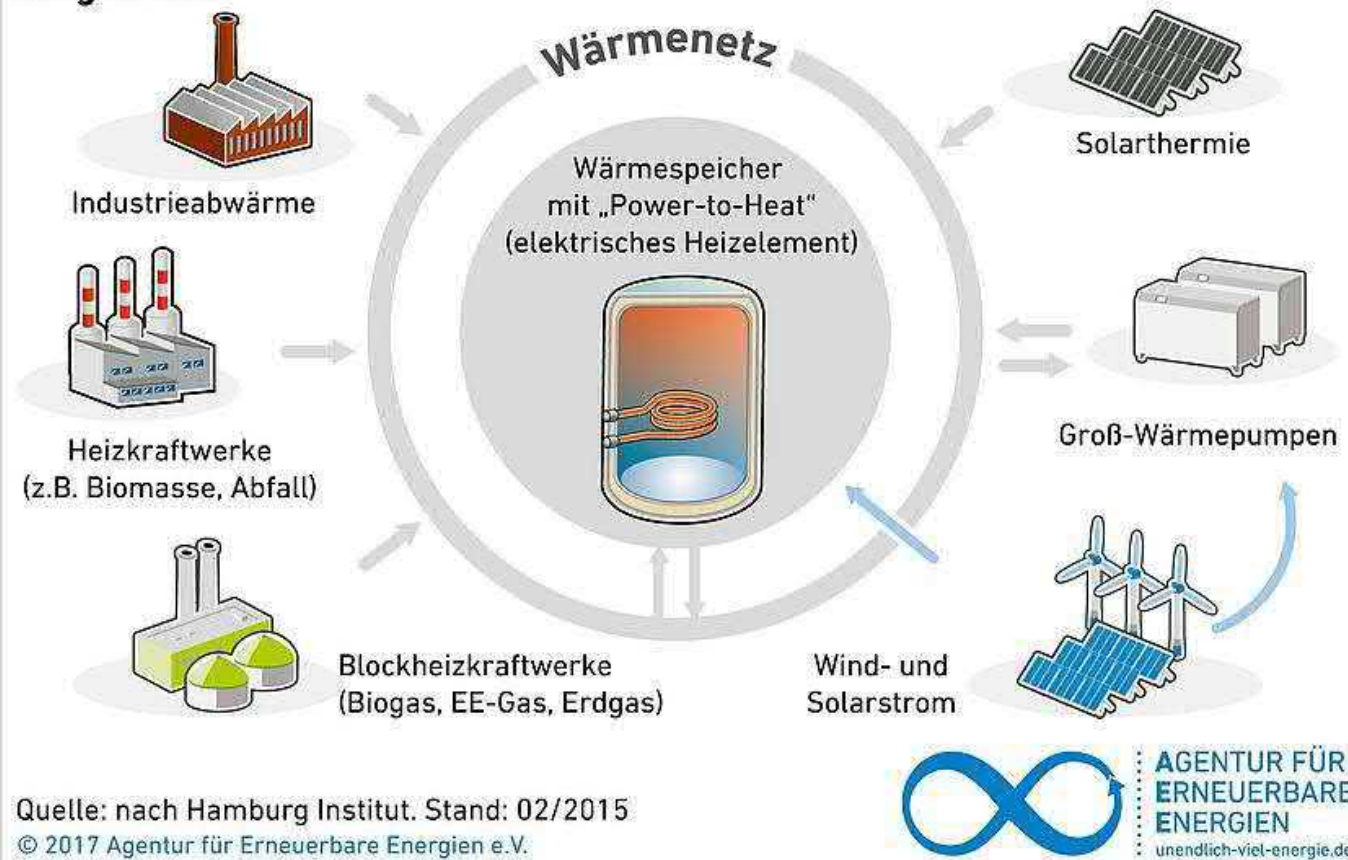 Wärmenetz
Industrieabwärme
Wärmespeicher
mit „Power-to-Heat“
(elektrisches Heizelement)
Solarthermie
Heizkraftwerke
(z.B. Biomasse, Abfall)
Groß-Wärmepumpen
Blockheizkraftwerke
(Biogas, EE-Gas, Erdgas)
Wind- und
Solarstrom
Quelle: nach Hamburg Institut. Stand: 02/2015
© 2017 Agentur für Erneuerbare Energien e.V.
AGENTUR FÜR
ERNEUERBARE
ENERGIEN
unendlich-viel-energie.de